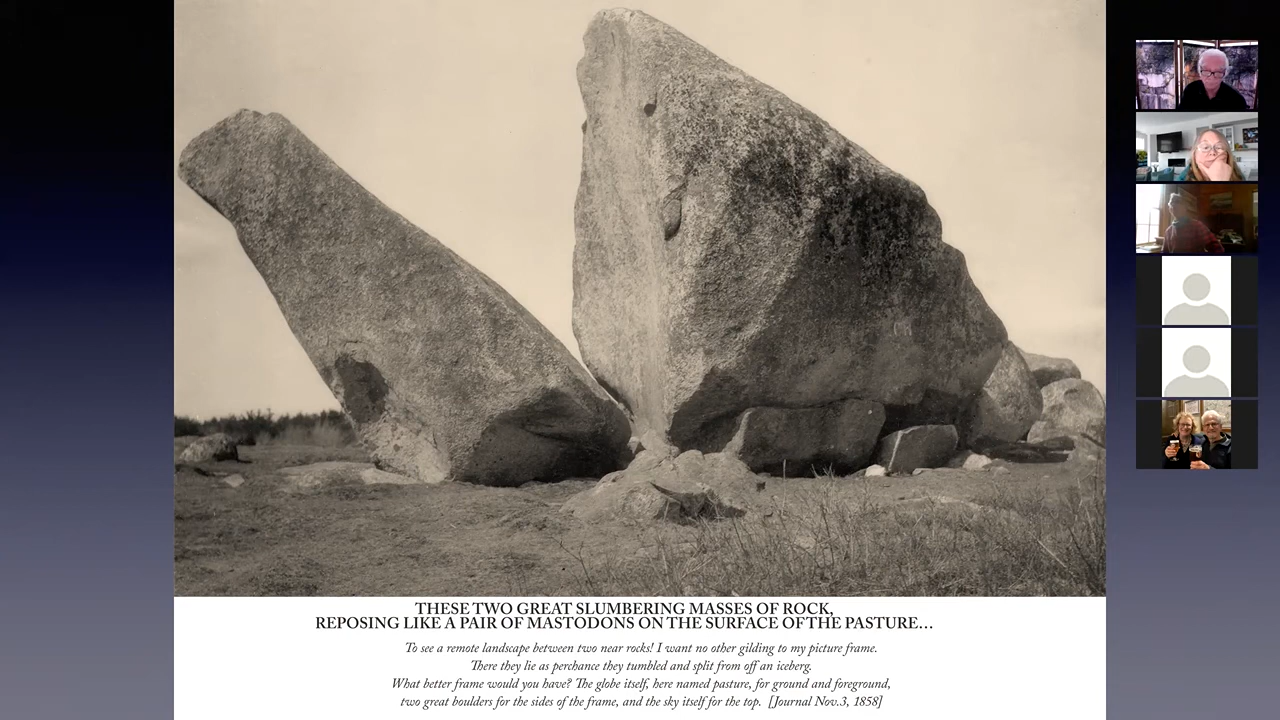 THESE TWO GREAT SLUMBERING MASSES OF ROCK,
REPOSING LIKE A PAIR OF MASTODONS ON THE SURFACE OF THE PASTURE…
To see a remote landscape between two near rocks! I want no other gilding to my picture frame.
There they lie as perchance they tumbled and split from off an iceberg.
What better frame would you have? The globe itself, here named pasture, for ground and foreground,
two great boulders for the sides of the frame, and the sky itself for the top. [Journal Nov.3, 1858]